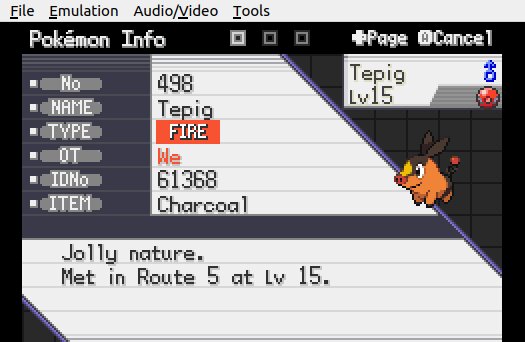 File Emulation Audio/Video Tools
Pokémon Info
Page A Cancel
Tepig ♂
Lv15
No 498
NAME Tepig
TYPE FIRE
OT We
IDNo 61368
ITEM Charcoal
Jolly nature.
Met in Route 5 at Lv 15.